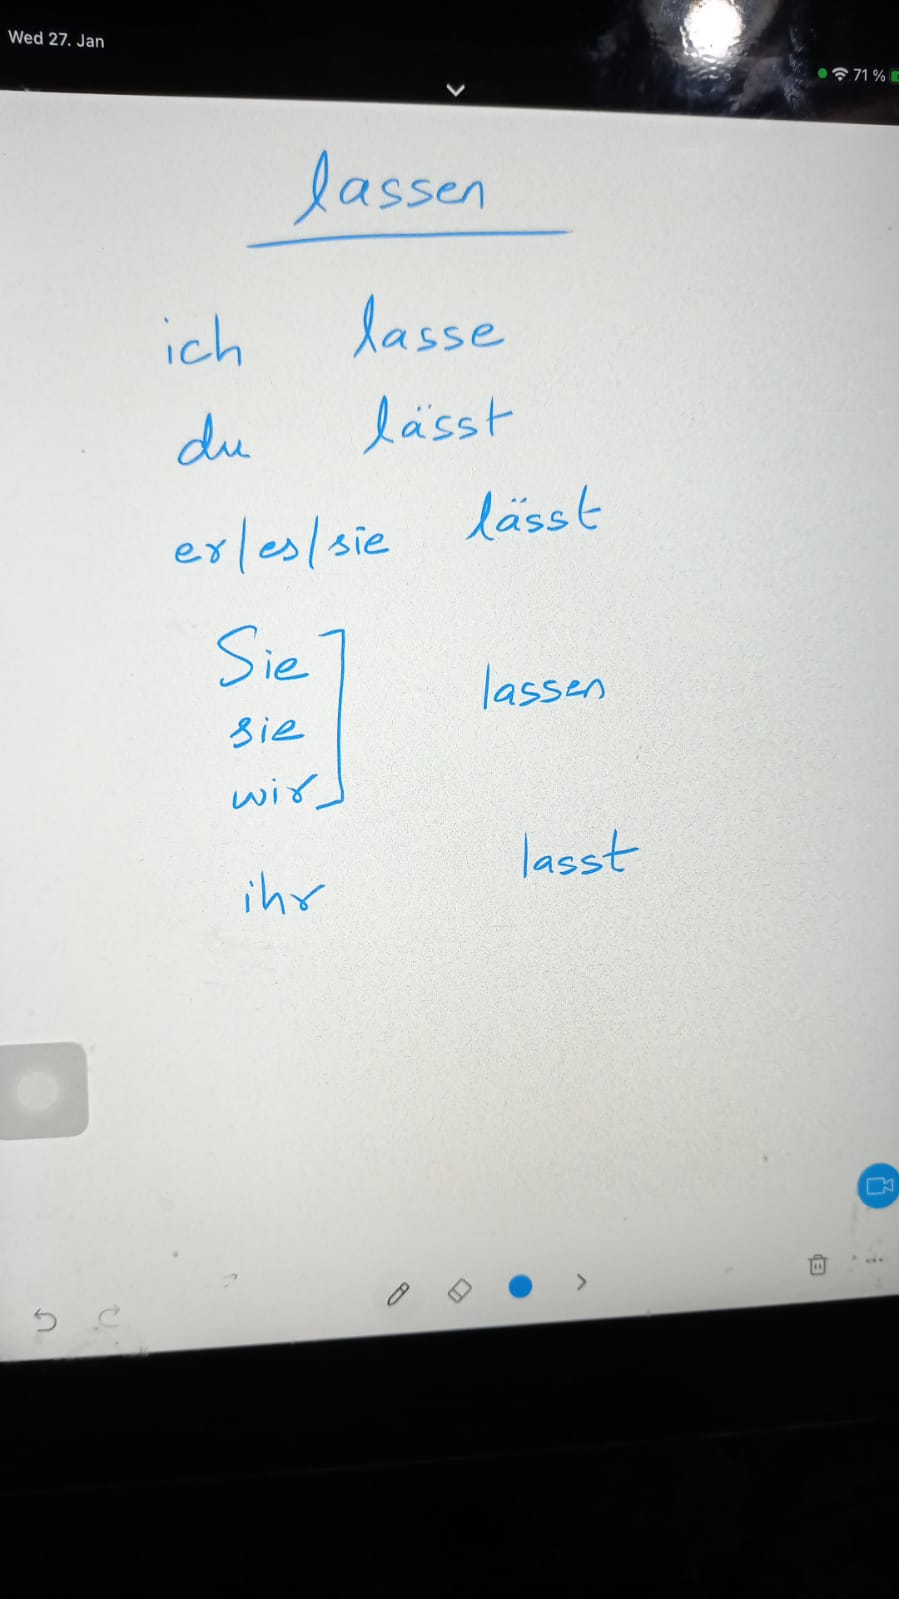 Wed 27. Jan
71 %
lassen
ich lasse
du lässt
er/es/sie lässt
Sie
sie lassen
wir
ihr lasst